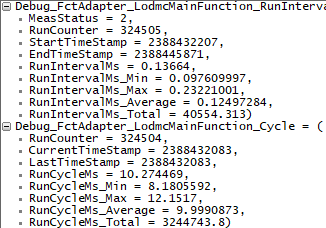 Debug_FctAdapter_LodmcMainFunction_RunInterva
MeasStatus = 2,
RunCounter = 324505,
StartTimeStamp = 2388432207,
EndTimeStamp = 2388445871,
RunIntervalMs = 0.13664,
RunIntervalMs_Min = 0.097609997,
RunIntervalMs_Max = 0.23221001,
RunIntervalMs_Average = 0.12497284,
RunIntervalMs_Total = 40554.313)
Debug_FctAdapter_LodmcMainFunction_Cycle = (
RunCounter = 324504,
CurrentTimeStamp = 2388432083,
LastTimeStamp = 2388432083,
RunCycleMs = 10.274469,
RunCycleMs_Min = 8.1805592,
RunCycleMs_Max = 12.1517,
RunCycleMs_Average = 9.9990873,
RunCycleMs_Total = 3244743.8)